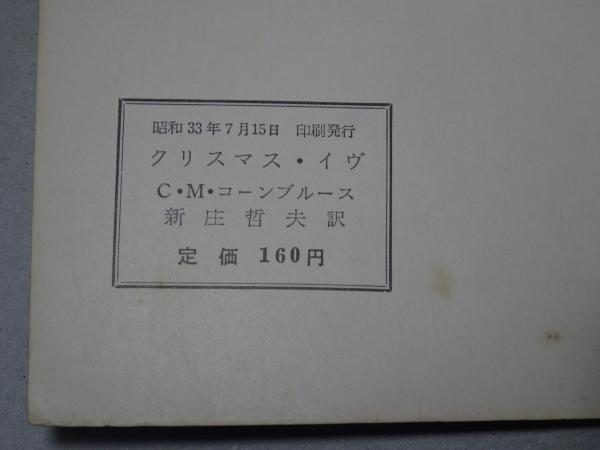 昭和33年7月15日 印刷発行
クリスマス・イヴ
C・M・コーンブルース
新庄哲夫訳
定価 160円